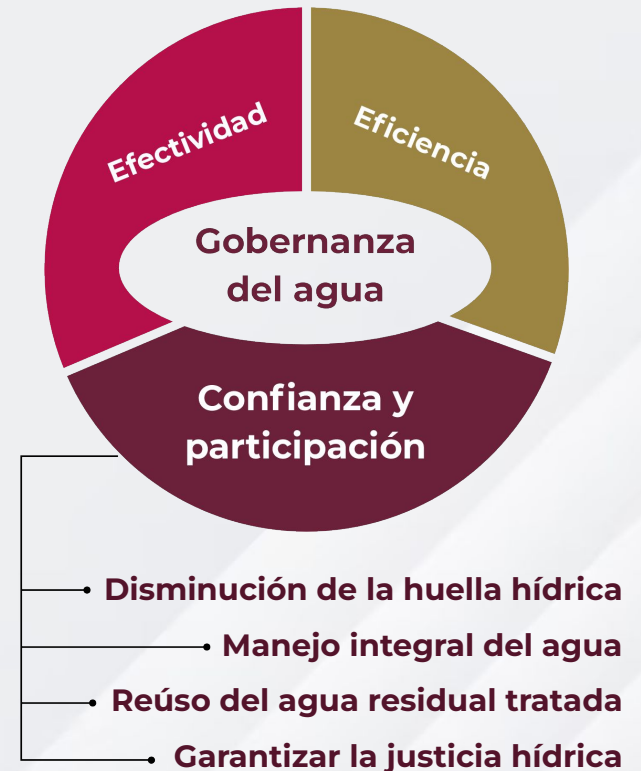 Efectividad
Eficiencia
Gobernanza
del agua
Confianza y
participación
Disminución de la huella hídrica
Manejo integral del agua
Reúso del agua residual tratada
Garantizar la justicia hídrica